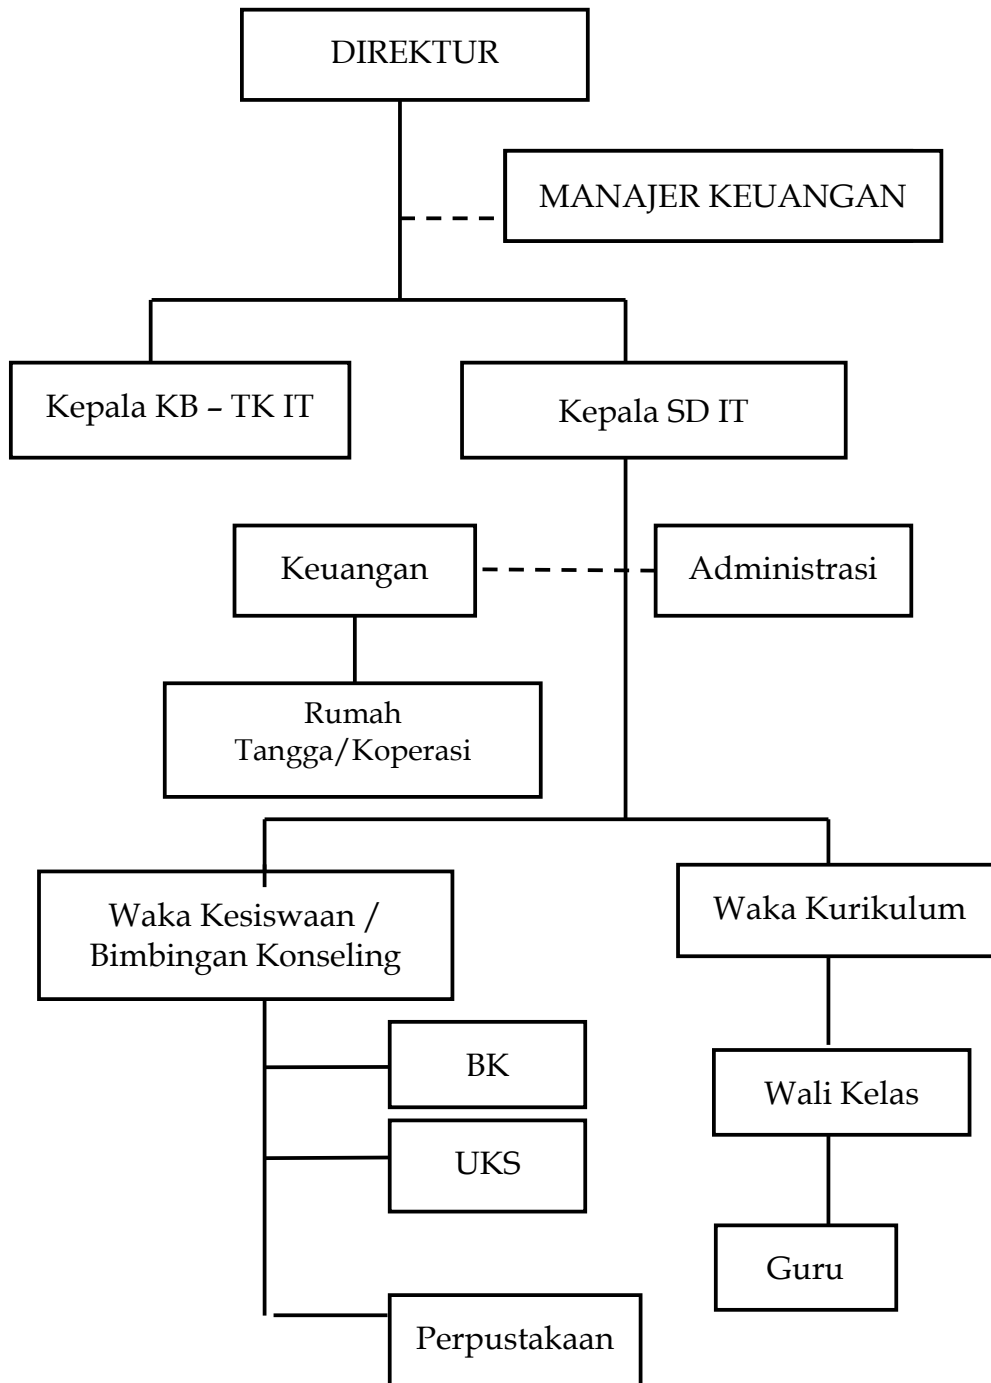 DIREKTUR
MANAJER KEUANGAN
Kepala KB – TK IT
Kepala SD IT
Keuangan
Administrasi
Rumah
Tangga/Koperasi
Waka Kesiswaan /
Bimbingan Konseling
Waka Kurikulum
BK
Wali Kelas
UKS
Guru
Perpustakaan